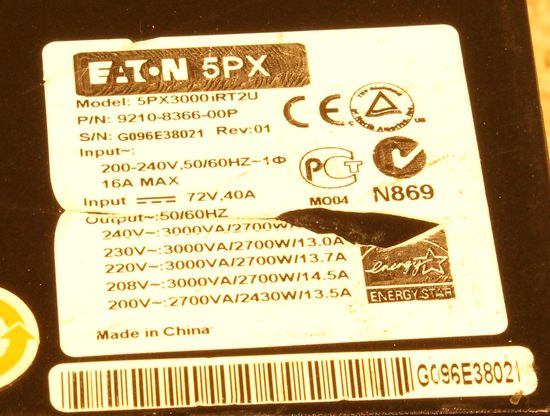 EATON 5PX
Model: 5PX3000iRT2U
P/N: 9210-8366-00P
S/N: G096E38021 Rev:01
Input~:
200-240V,50/60HZ~1Φ
16A MAX
Input 72V,40A
Output~:50/60HZ
240V~:3000VA/2700W/
230V~:3000VA/2700W/13.0A
220V~:3000VA/2700W/13.7A
208V~:3000VA/2700W/14.5A
200V~:2700VA/2430W/13.5A
Made in China
CE
PCT
MO04
N869
energy
ENERGY STAR
G096E38021